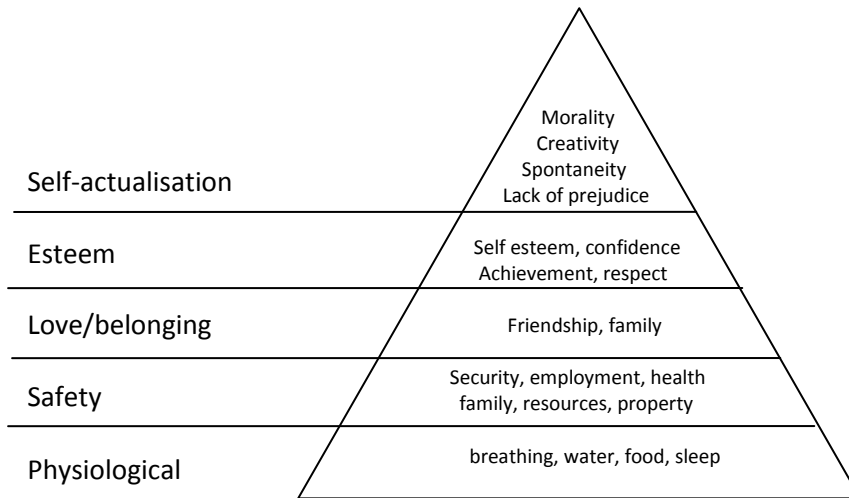 Morality
Creativity
Spontaneity
Self-actualisation
Lack of prejudice
Esteem
Self esteem, confidence
Achievement, respect
Love/belonging
Friendship, family
Safety
Security, employment, health
family, resources, property
Physiological
breathing, water, food, sleep